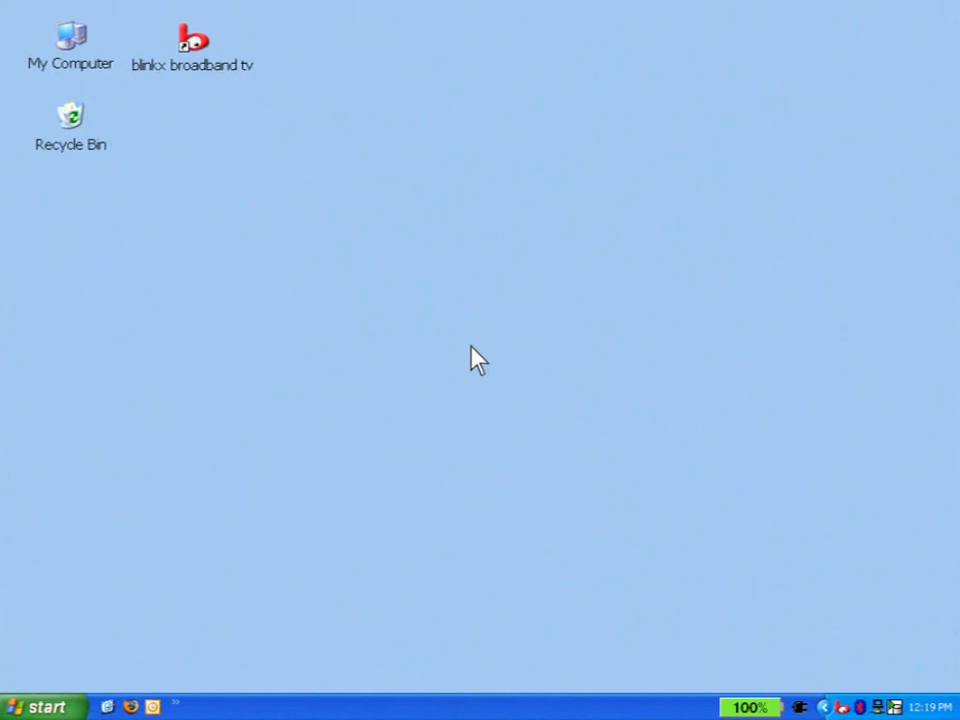 My Computer
blinkx broadband tv
Recycle Bin
start
100%
12:19 PM